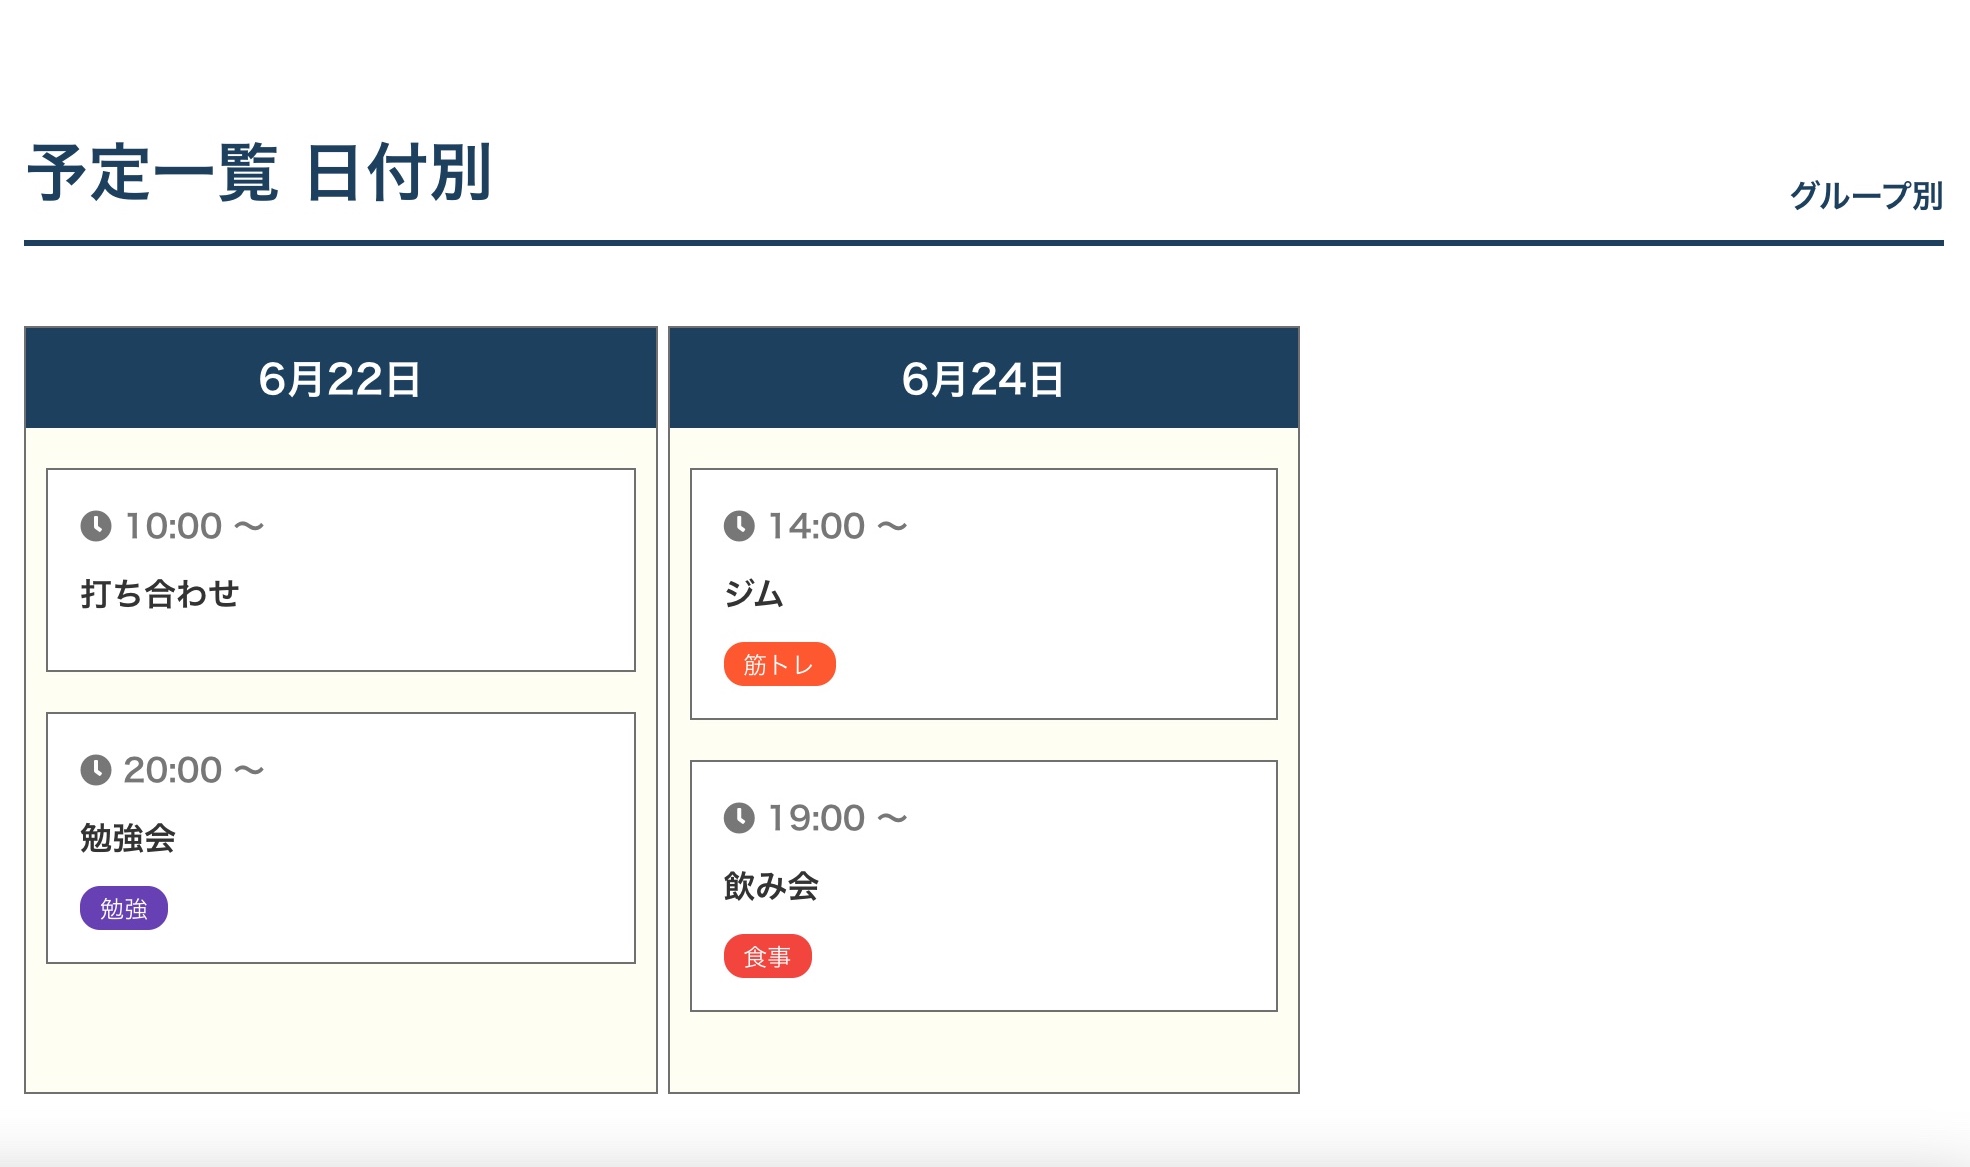 予定一覧 日付別
グループ別
6月22日
10:00 〜
打ち合わせ
20:00 〜
勉強会
勉強
6月24日
14:00 〜
ジム
筋トレ
19:00 〜
飲み会
食事